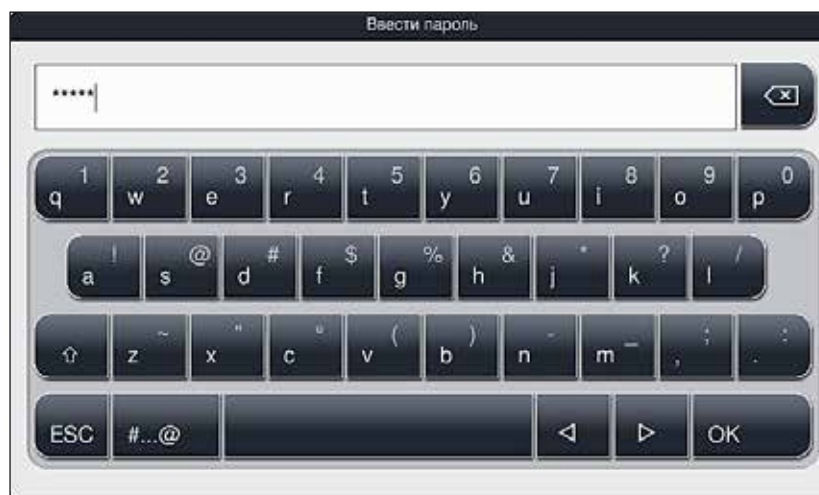 Ввести пароль
*****
1 2 3 4 5 6 7 8 9 0
q w e r t y u i o p
! @ # $ % & * ? /
a s d f g h j k l
~ " º ( ) - _ ; :
z x c v b n m , .
ESC #...@ OK